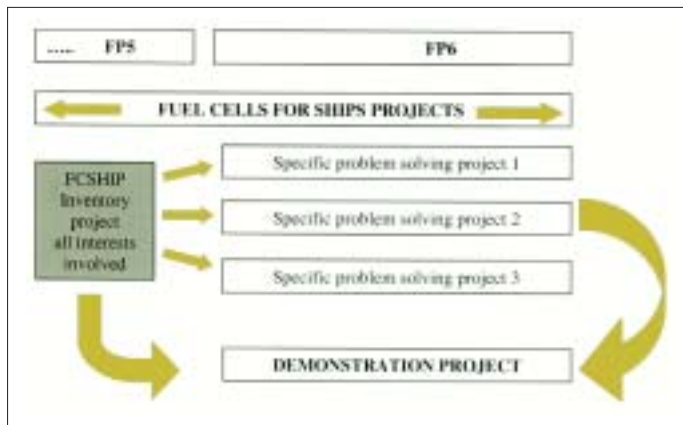 ..... FP5
FP6
FUEL CELLS FOR SHIPS PROJECTS
FCSHIP
Inventory
project
all interests
involved
Specific problem solving project 1
Specific problem solving project 2
Specific problem solving project 3
DEMONSTRATION PROJECT